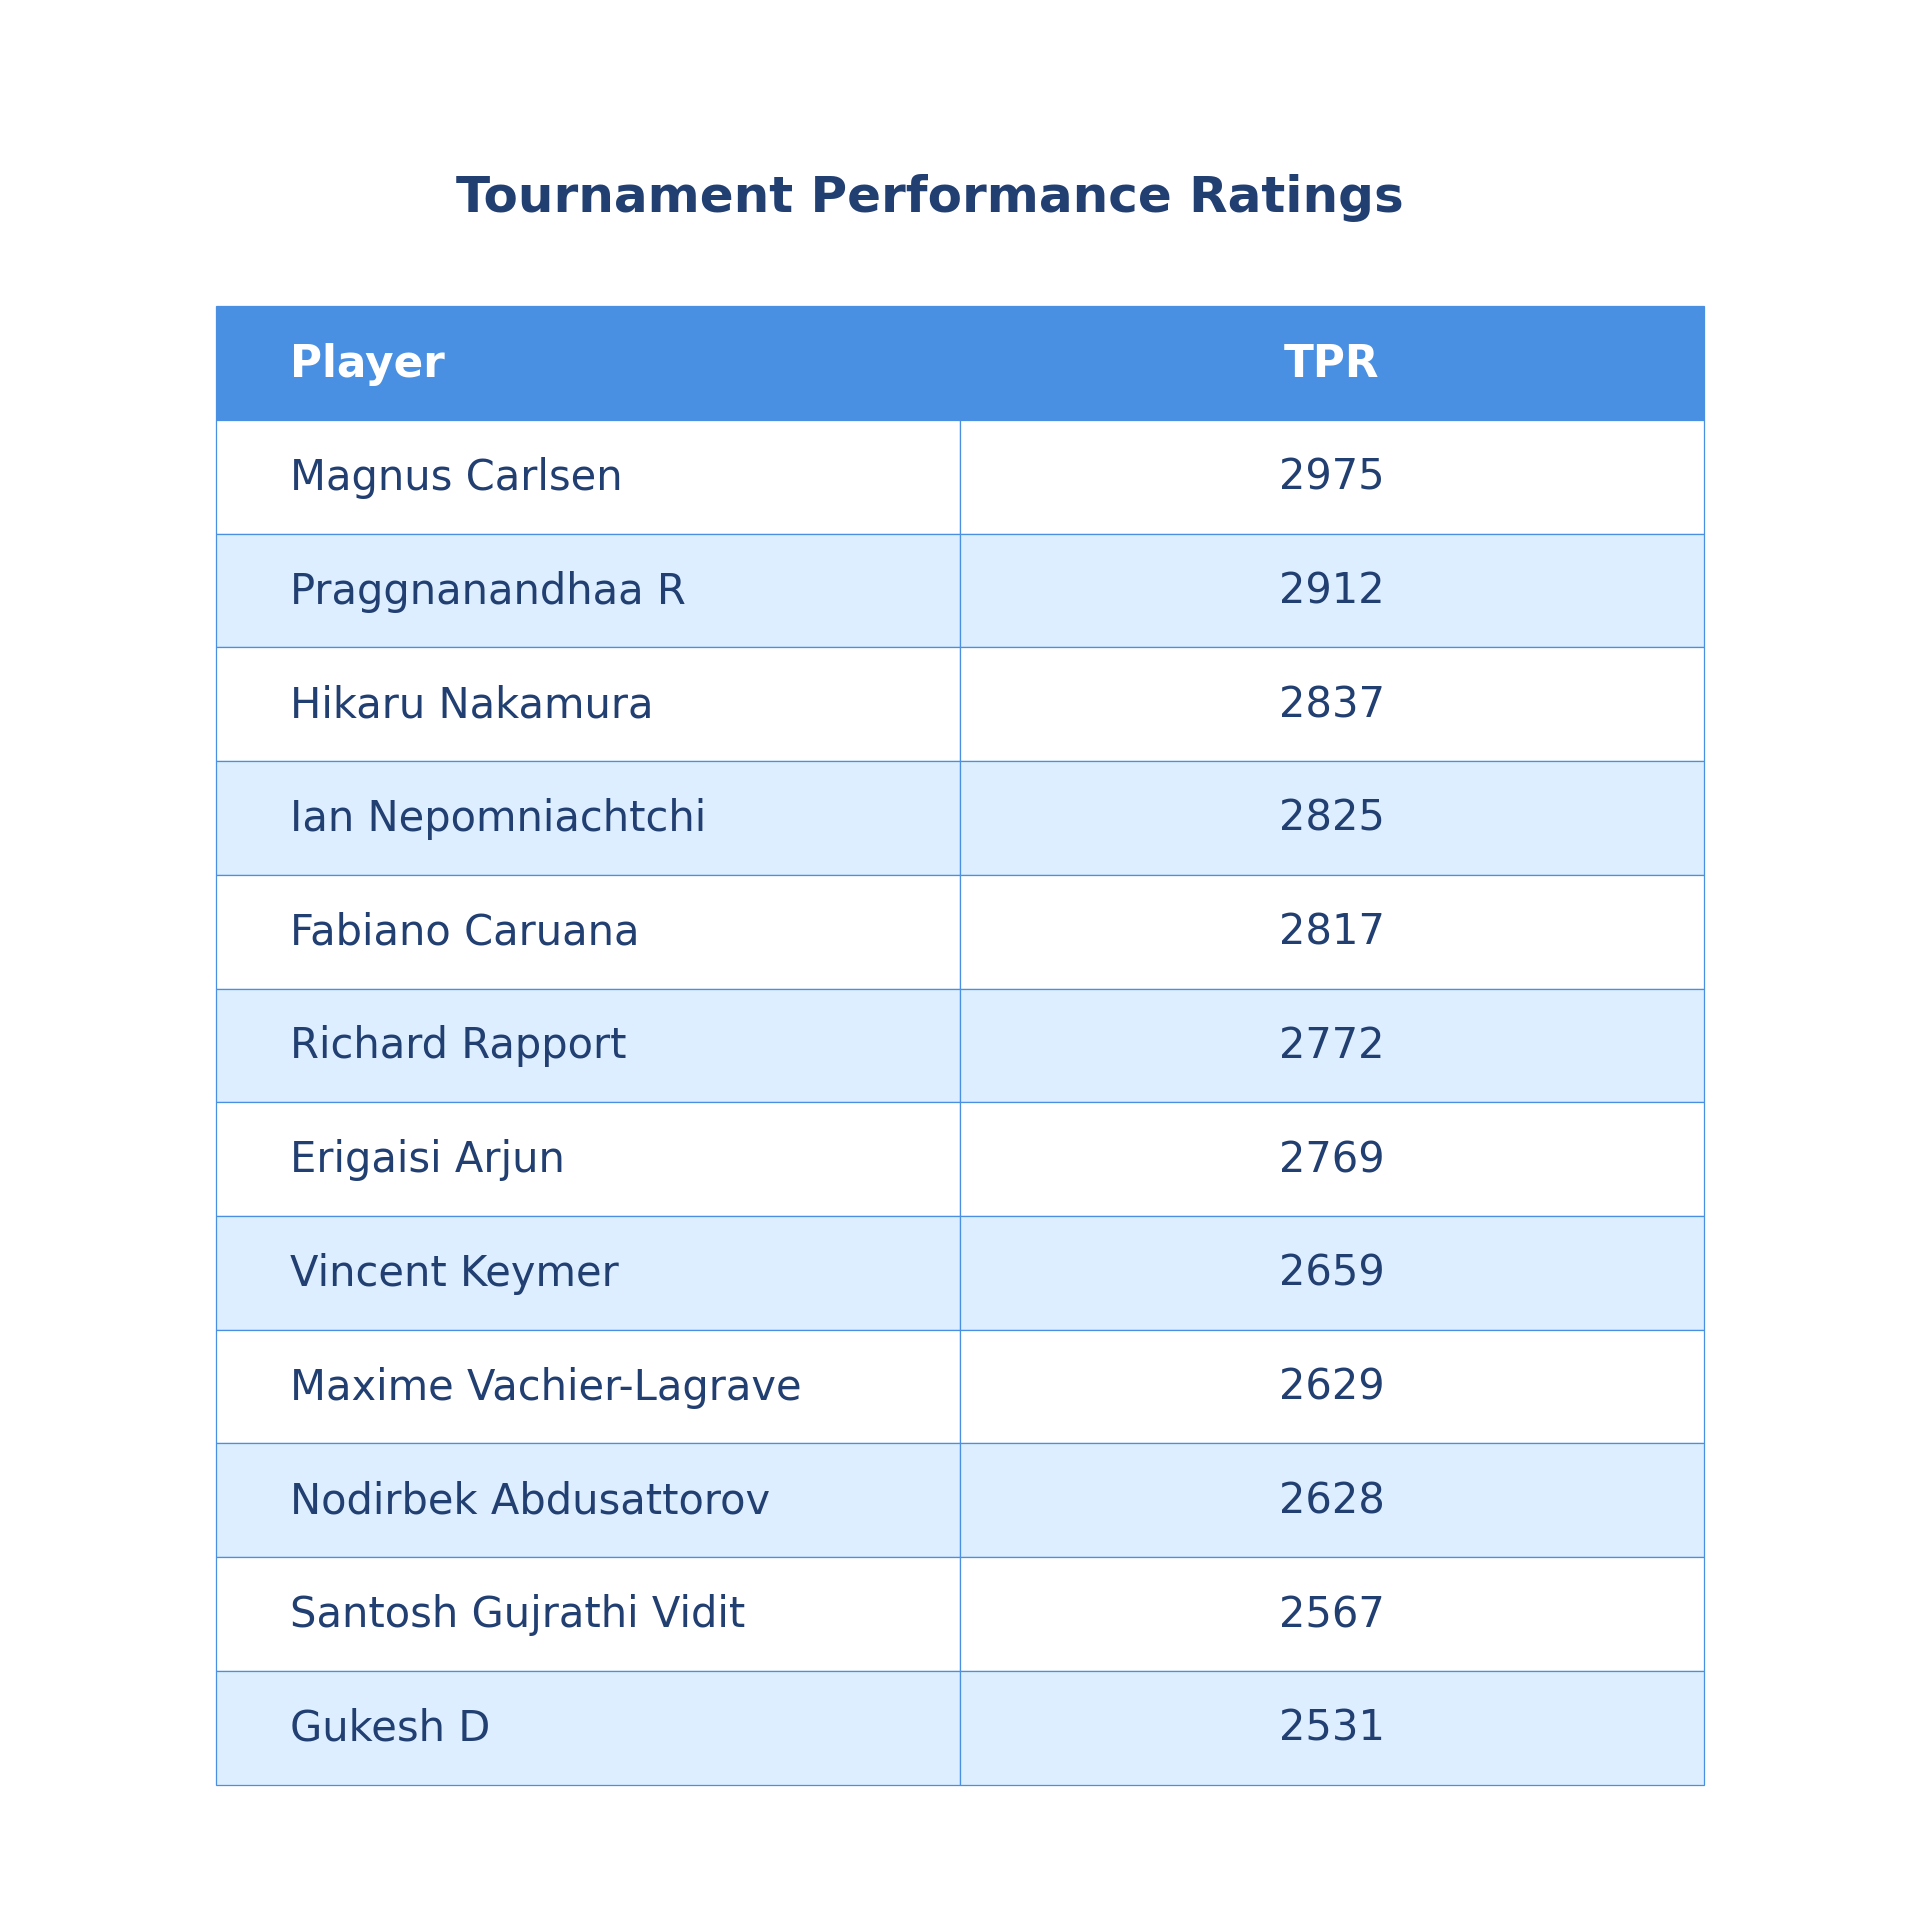 Tournament Performance Ratings
Player TPR
Magnus Carlsen 2975
Praggnanandhaa R 2912
Hikaru Nakamura 2837
Ian Nepomniachtchi 2825
Fabiano Caruana 2817
Richard Rapport 2772
Erigaisi Arjun 2769
Vincent Keymer 2659
Maxime Vachier-Lagrave 2629
Nodirbek Abdusattorov 2628
Santosh Gujrathi Vidit 2567
Gukesh D 2531